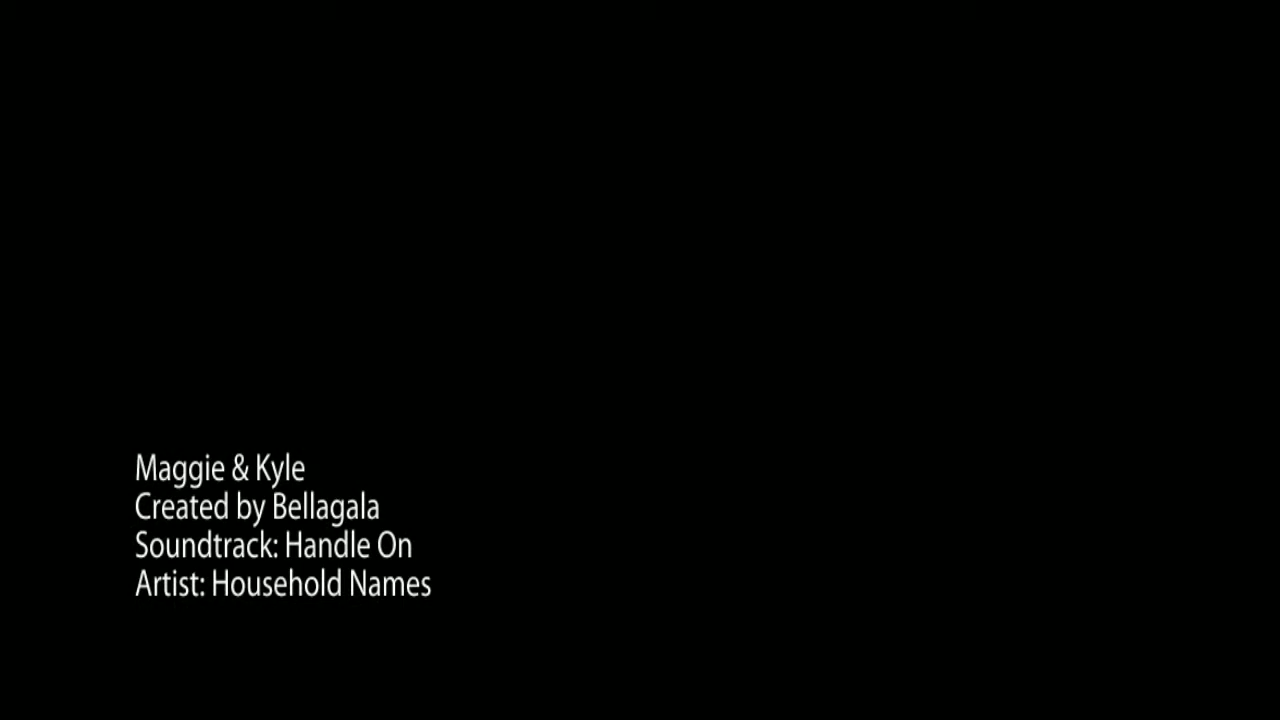 Maggie & Kyle
Created by Bellagala
Soundtrack: Handle On
Artist: Household Names